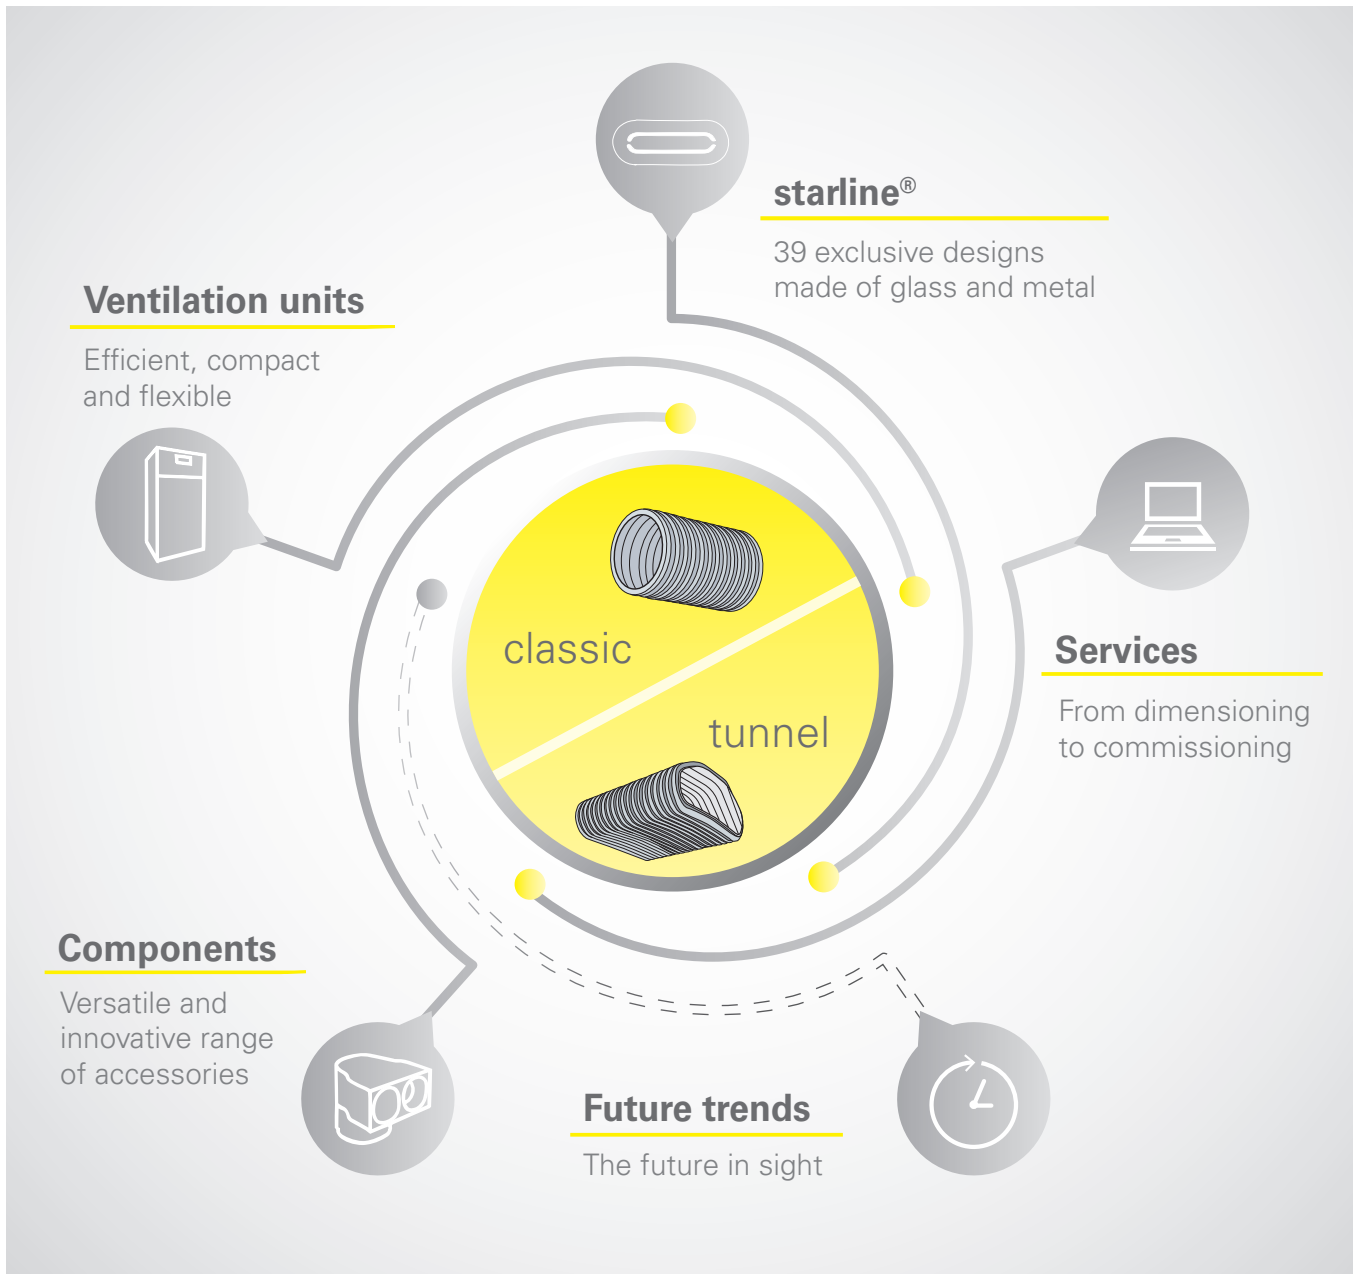 starline®
39 exclusive designs
made of glass and metal
Ventilation units
Efficient, compact
and flexible
classic
tunnel
Services
From dimensioning
to commissioning
Components
Versatile and
innovative range
of accessories
Future trends
The future in sight